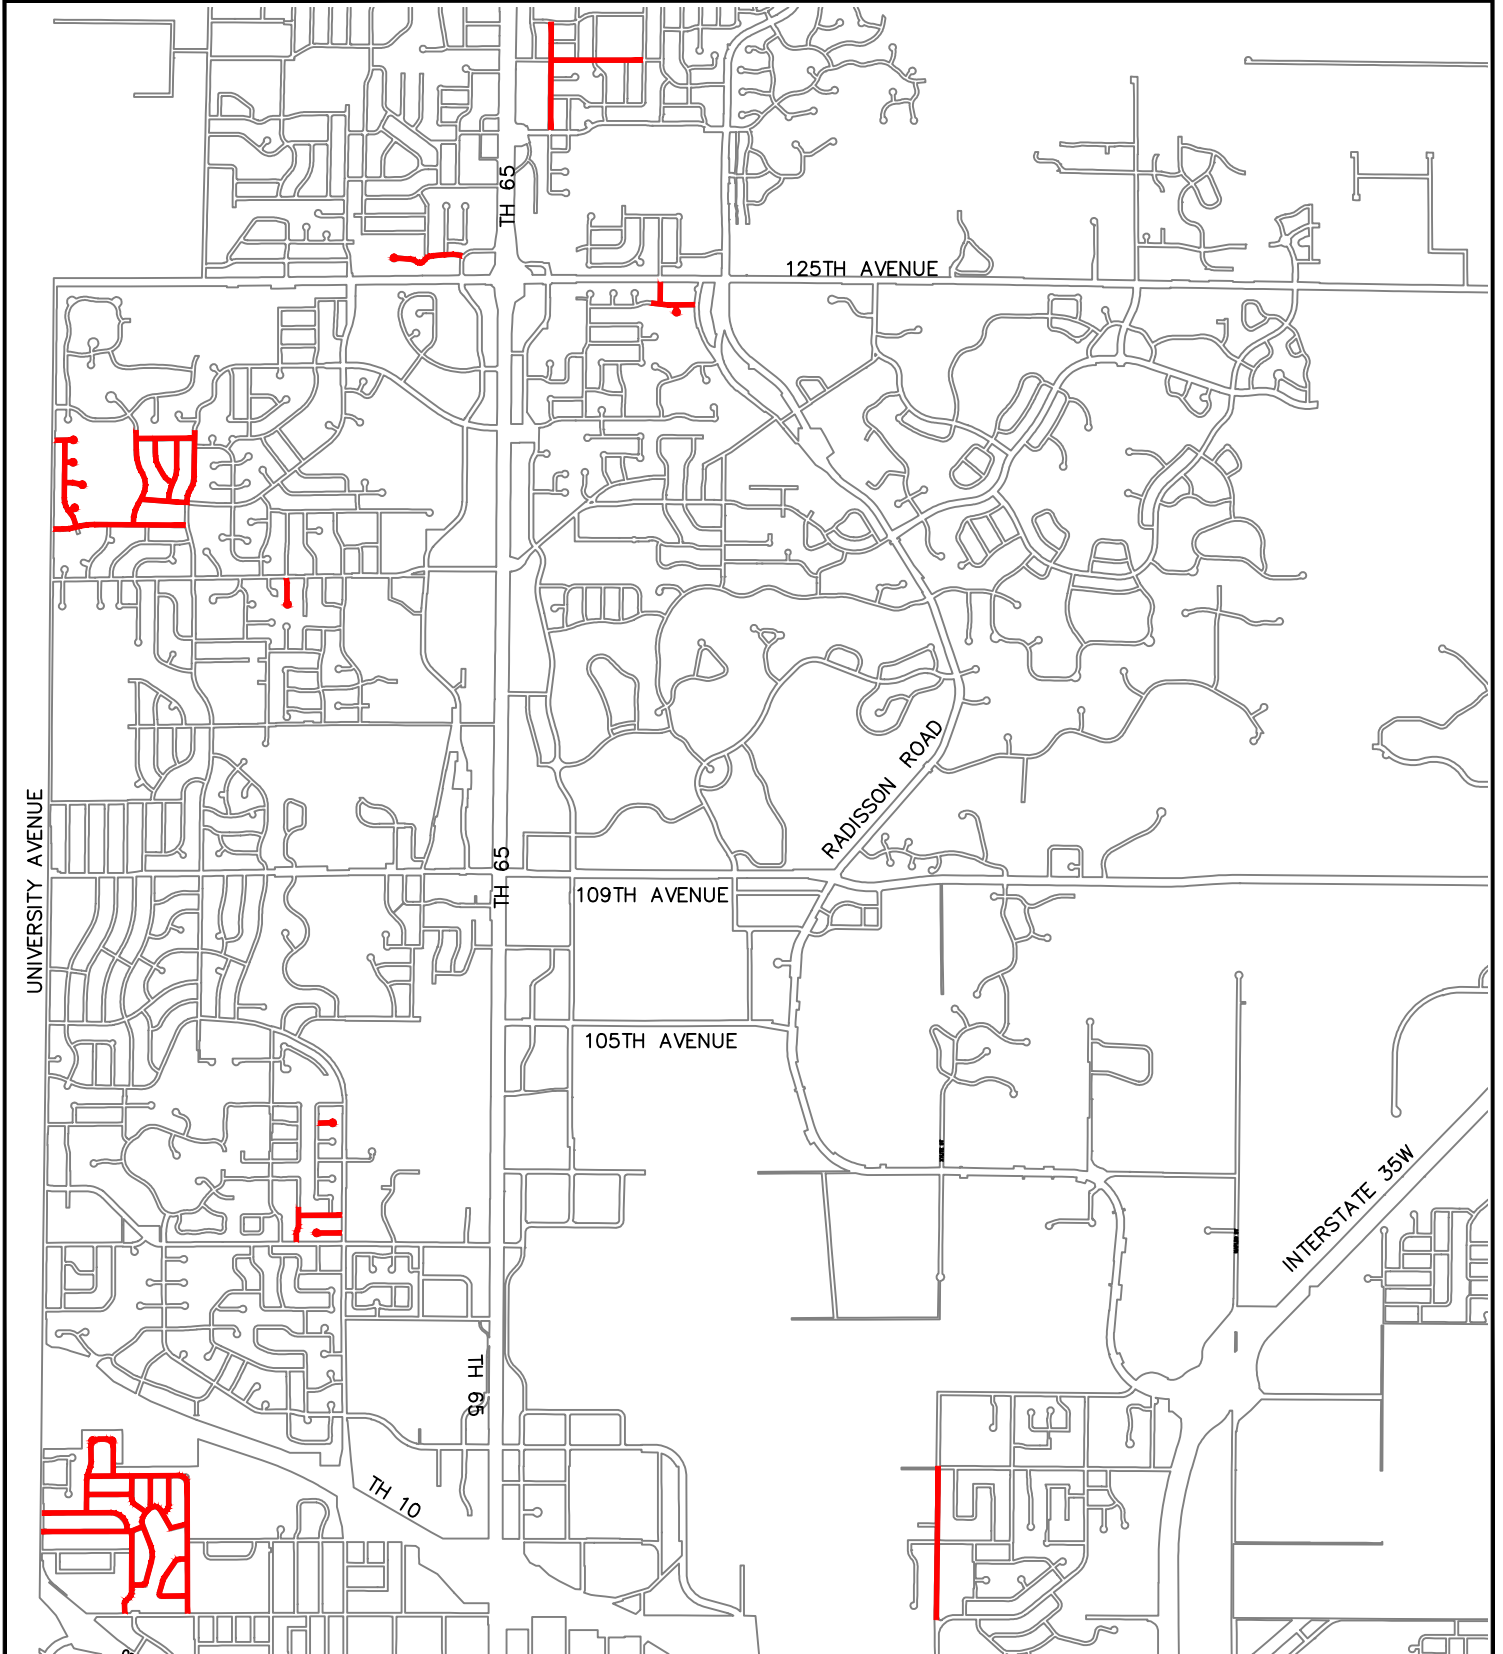 TH 65
125TH AVENUE
RADISSON ROAD
UNIVERSITY AVENUE
TH 65
109TH AVENUE
105TH AVENUE
INTERSTATE 35W
TH 65
TH 10